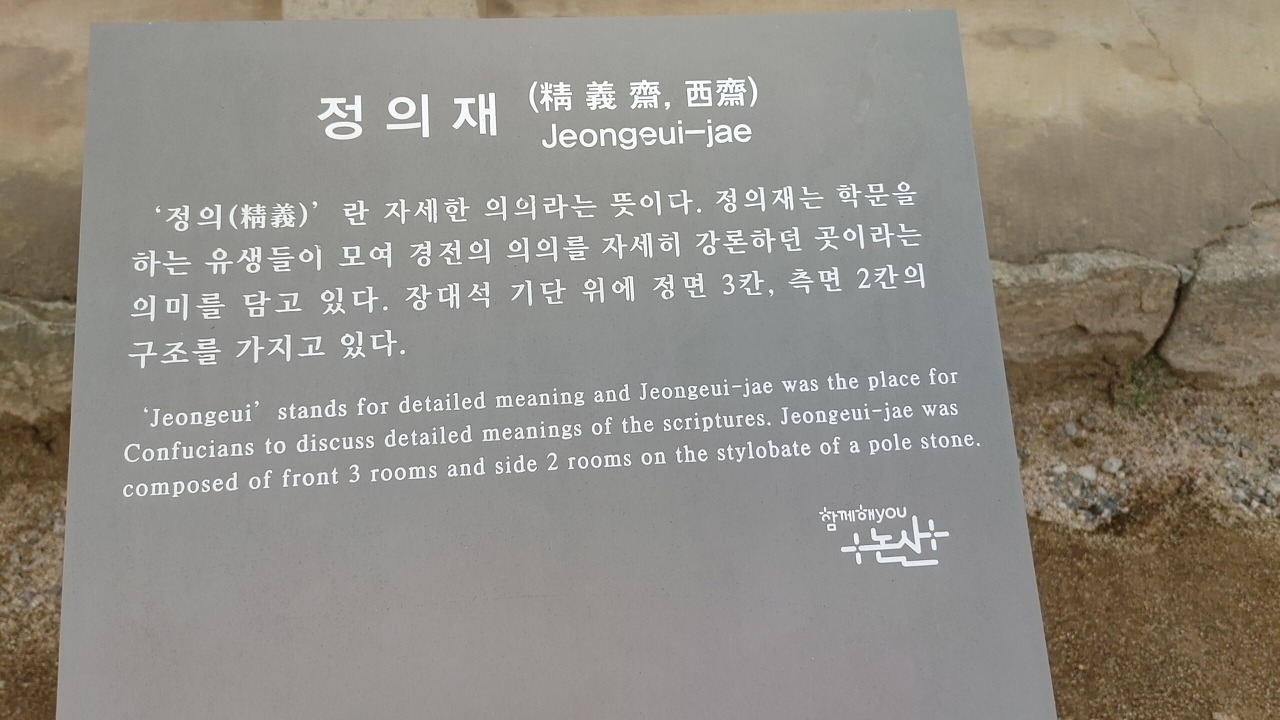 정의재 (精義齋, 西齋)
Jeongeui-jae
‘정의(精義)’ 란 자세한 의의라는 뜻이다. 정의재는 학문을
하는 유생들이 모여 경전의 의의를 자세히 강론하던 곳이라는
의미를 담고 있다. 장대석 기단 위에 정면 3칸, 측면 2칸의
구조를 가지고 있다.
‘Jeongeui’ stands for detailed meaning and Jeongeui-jae was the place for
Confucians to discuss detailed meanings of the scriptures. Jeongeui-jae was
composed of front 3 rooms and side 2 rooms on the stylobate of a pole stone.
함께해you
논산